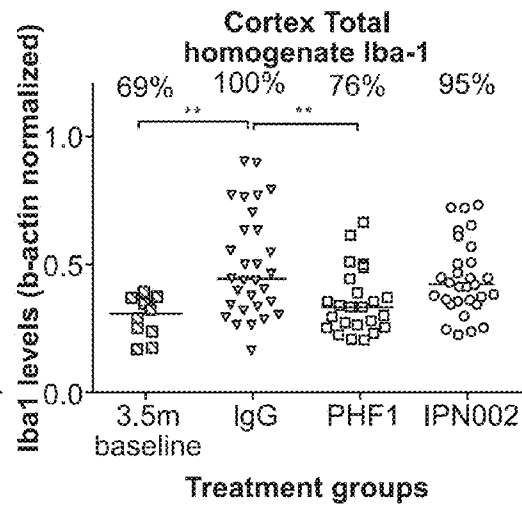 Cortex Total
homogenate Iba-1
69% 100% 76% 95%
** **
Iba1 levels (b-actin normalized)
1.0
0.5
0.0
3.5m baseline IgG PHF1 IPN002
Treatment groups